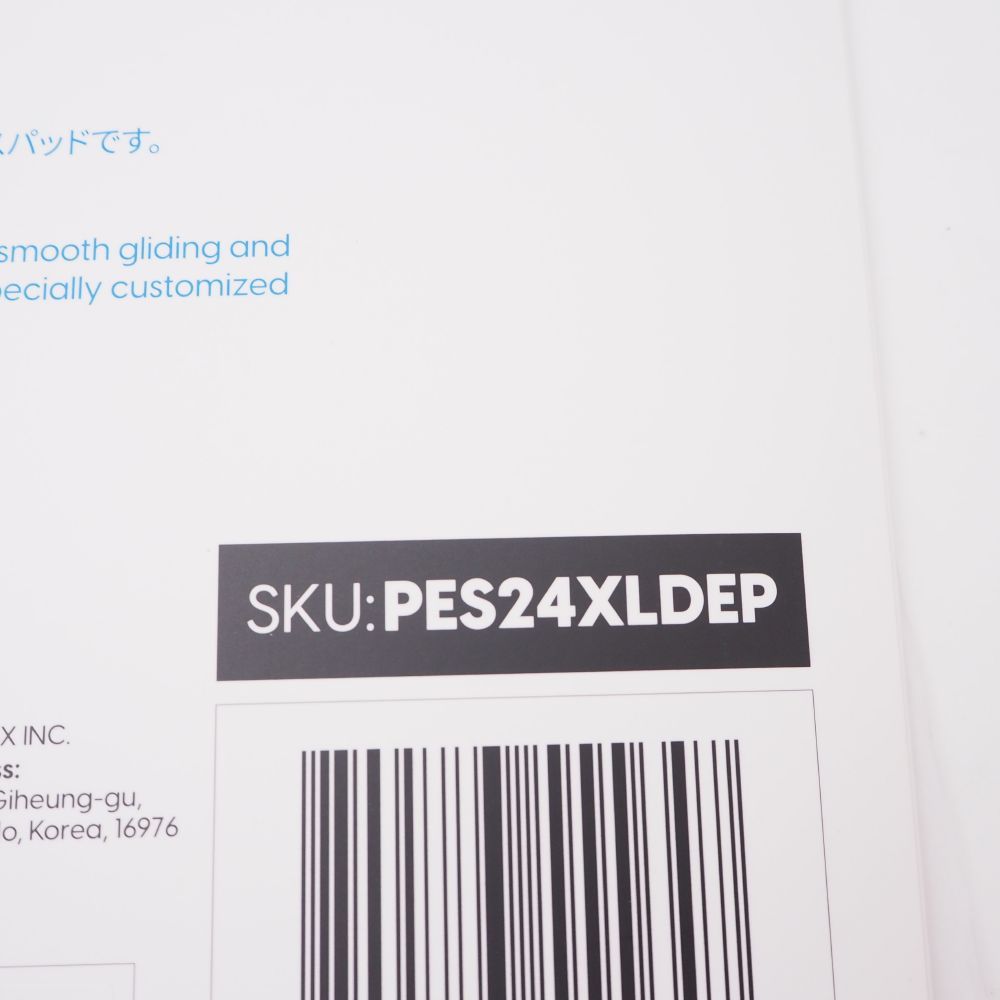 スパッドです。
smooth gliding and
pecially customized
SKU:PES24XLDEP
X INC.
ss:
Giheung-gu,
do, Korea, 16976